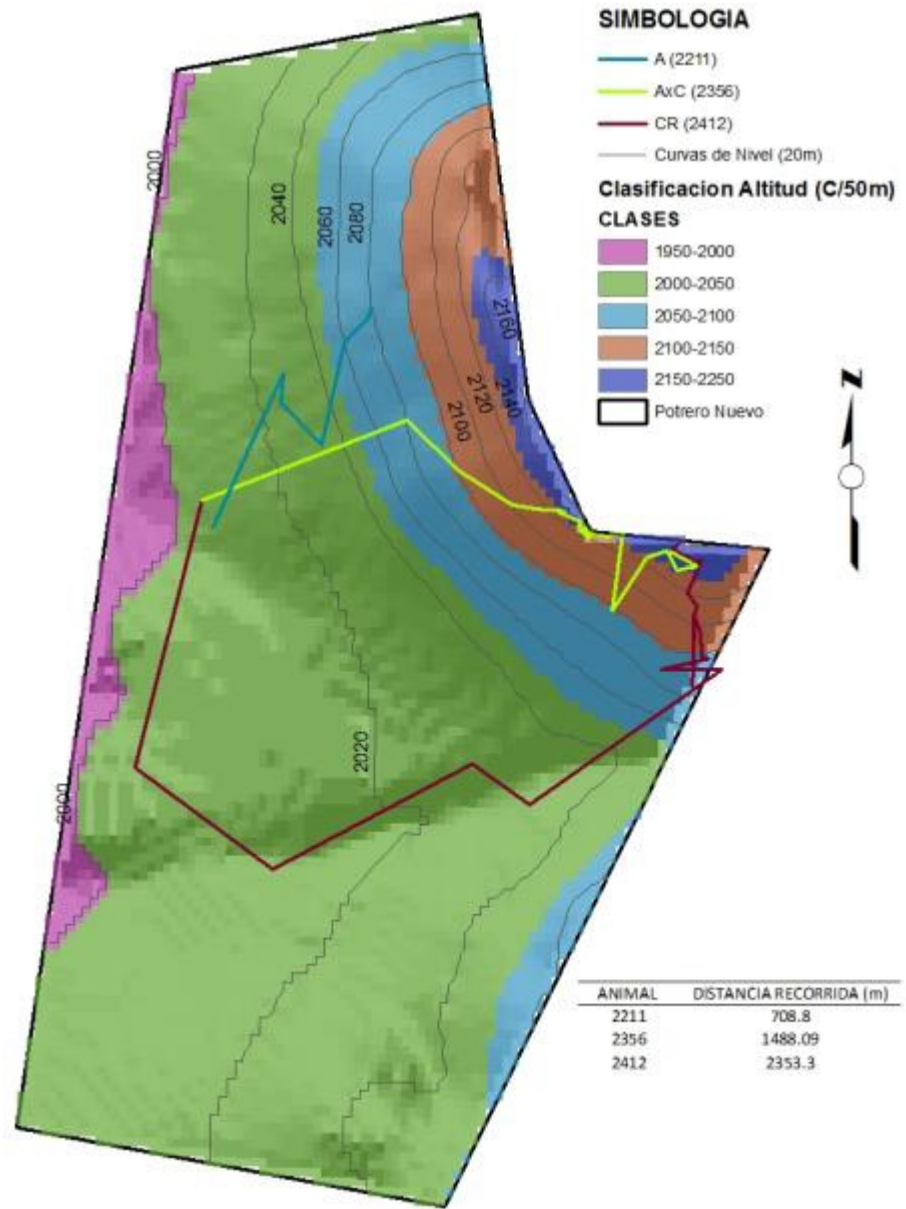 SIMBOLOGIA
A (2211)
AxC (2356)
CR (2412)
Curvas de Nivel (20m)
Clasificacion Altitud (C/50m)
CLASES
1950-2000
2000-2050
2050-2100
2100-2150
2150-2250
Potrero Nuevo
N
2000
2040
2060
2080
2160
2140
2120
2100
2020
2000
ANIMAL DISTANCIA RECORRIDA (m)
2211 708.8
2356 1488.09
2412 2353.3